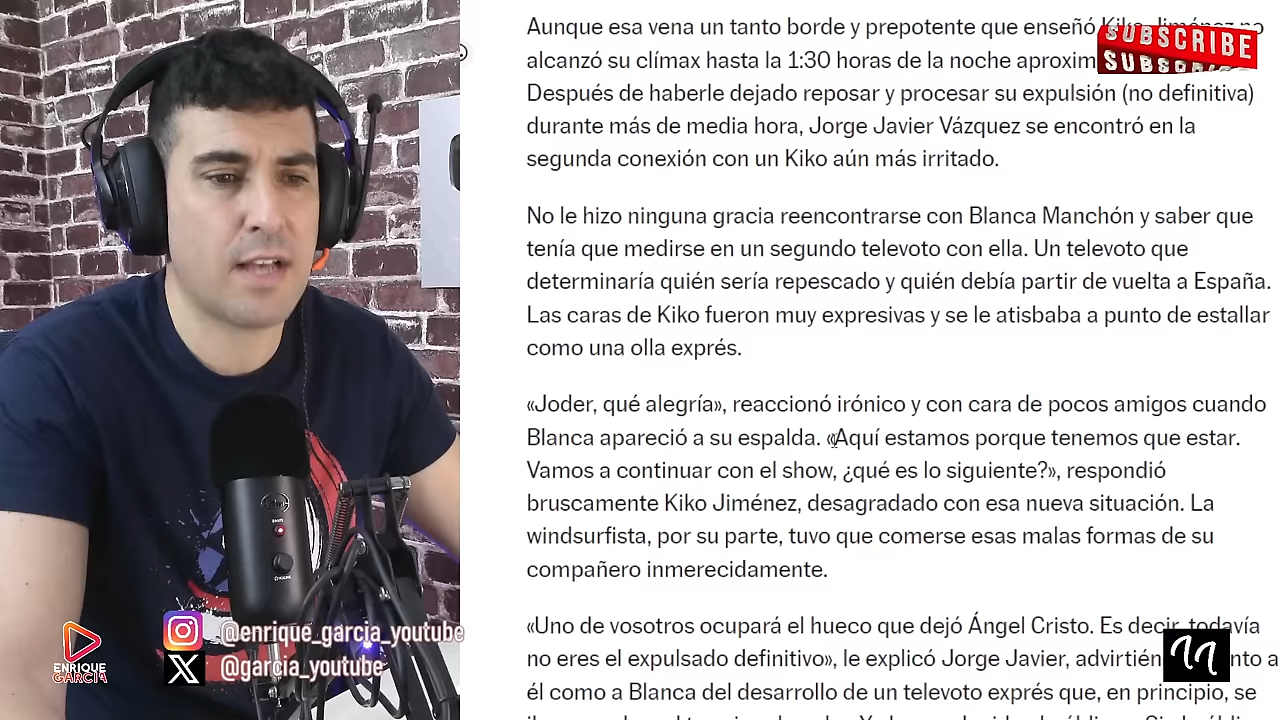 Aunque esa vena un tanto borde y prepotente que enseñó Kiko Jiménez no
alcanzó su clímax hasta la 1:30 horas de la noche
Después de haberle dejado reposar y procesar su expulsión (no definitiva)
durante más de media hora, Jorge Javier Vázquez se encontró en la
segunda conexión con un Kiko aún más irritado.
No le hizo ninguna gracia reencontrarse con Blanca Manchón y saber que
tenía que medirse en un segundo televoto con ella. Un televoto que
determinaría quién sería repescado y quién debía partir de vuelta a España.
Las caras de Kiko fueron muy expresivas y se le atisbaba a punto de estallar
como una olla exprés.
«Joder, qué alegría», reaccionó irónico y con cara de pocos amigos cuando
Blanca apareció a su espalda. «Aquí estamos porque tenemos que estar.
Vamos a continuar con el show, ¿qué es lo siguiente?», respondió
bruscamente Kiko Jiménez, desagradado con esa nueva situación. La
windsurfista, por su parte, tuvo que comerse esas malas formas de su
compañero inmerecidamente.
«Uno de vosotros ocupará el hueco que dejó Ángel Cristo. Es decir, todavía
no eres el expulsado definitivo», le explicó Jorge Javier, a
él como a Blanca del desarrollo de un televoto exprés que, en principio, se
SUBSCRIBE
SUBSCRIBE
@enrique_garcia_youtube
@garcia_youtube
ENRIQUE
GARCIA